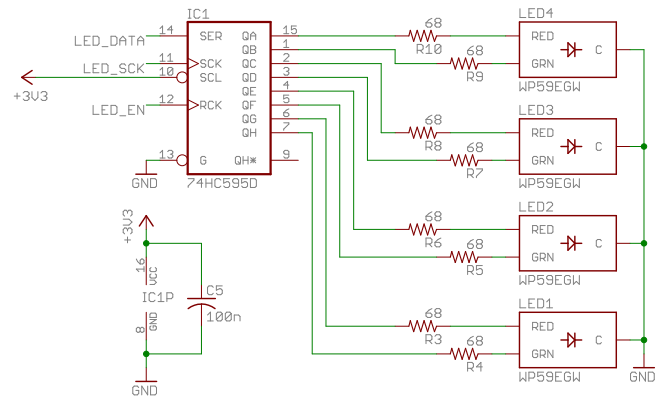 IC1
LED_DATA 14 SER QA 15
QB 1
LED_SCK 11 SCK QC 2
10 SCL QD 3
+3V3
QE 4
LED_EN 12 RCK QF 5
QG 6
QH 7
13 G QH* 9
GND
74HC595D
+3V3
16 VCC
IC1P
8 GND
C5
100n
GND
68
R10
68
R9
LED4
RED
C
GRN
WP59EGW
68
R8
68
R7
LED3
RED
C
GRN
WP59EGW
68
R6
68
R5
LED2
RED
C
GRN
WP59EGW
68
R3
68
R4
LED1
RED
C
GRN
WP59EGW
GND